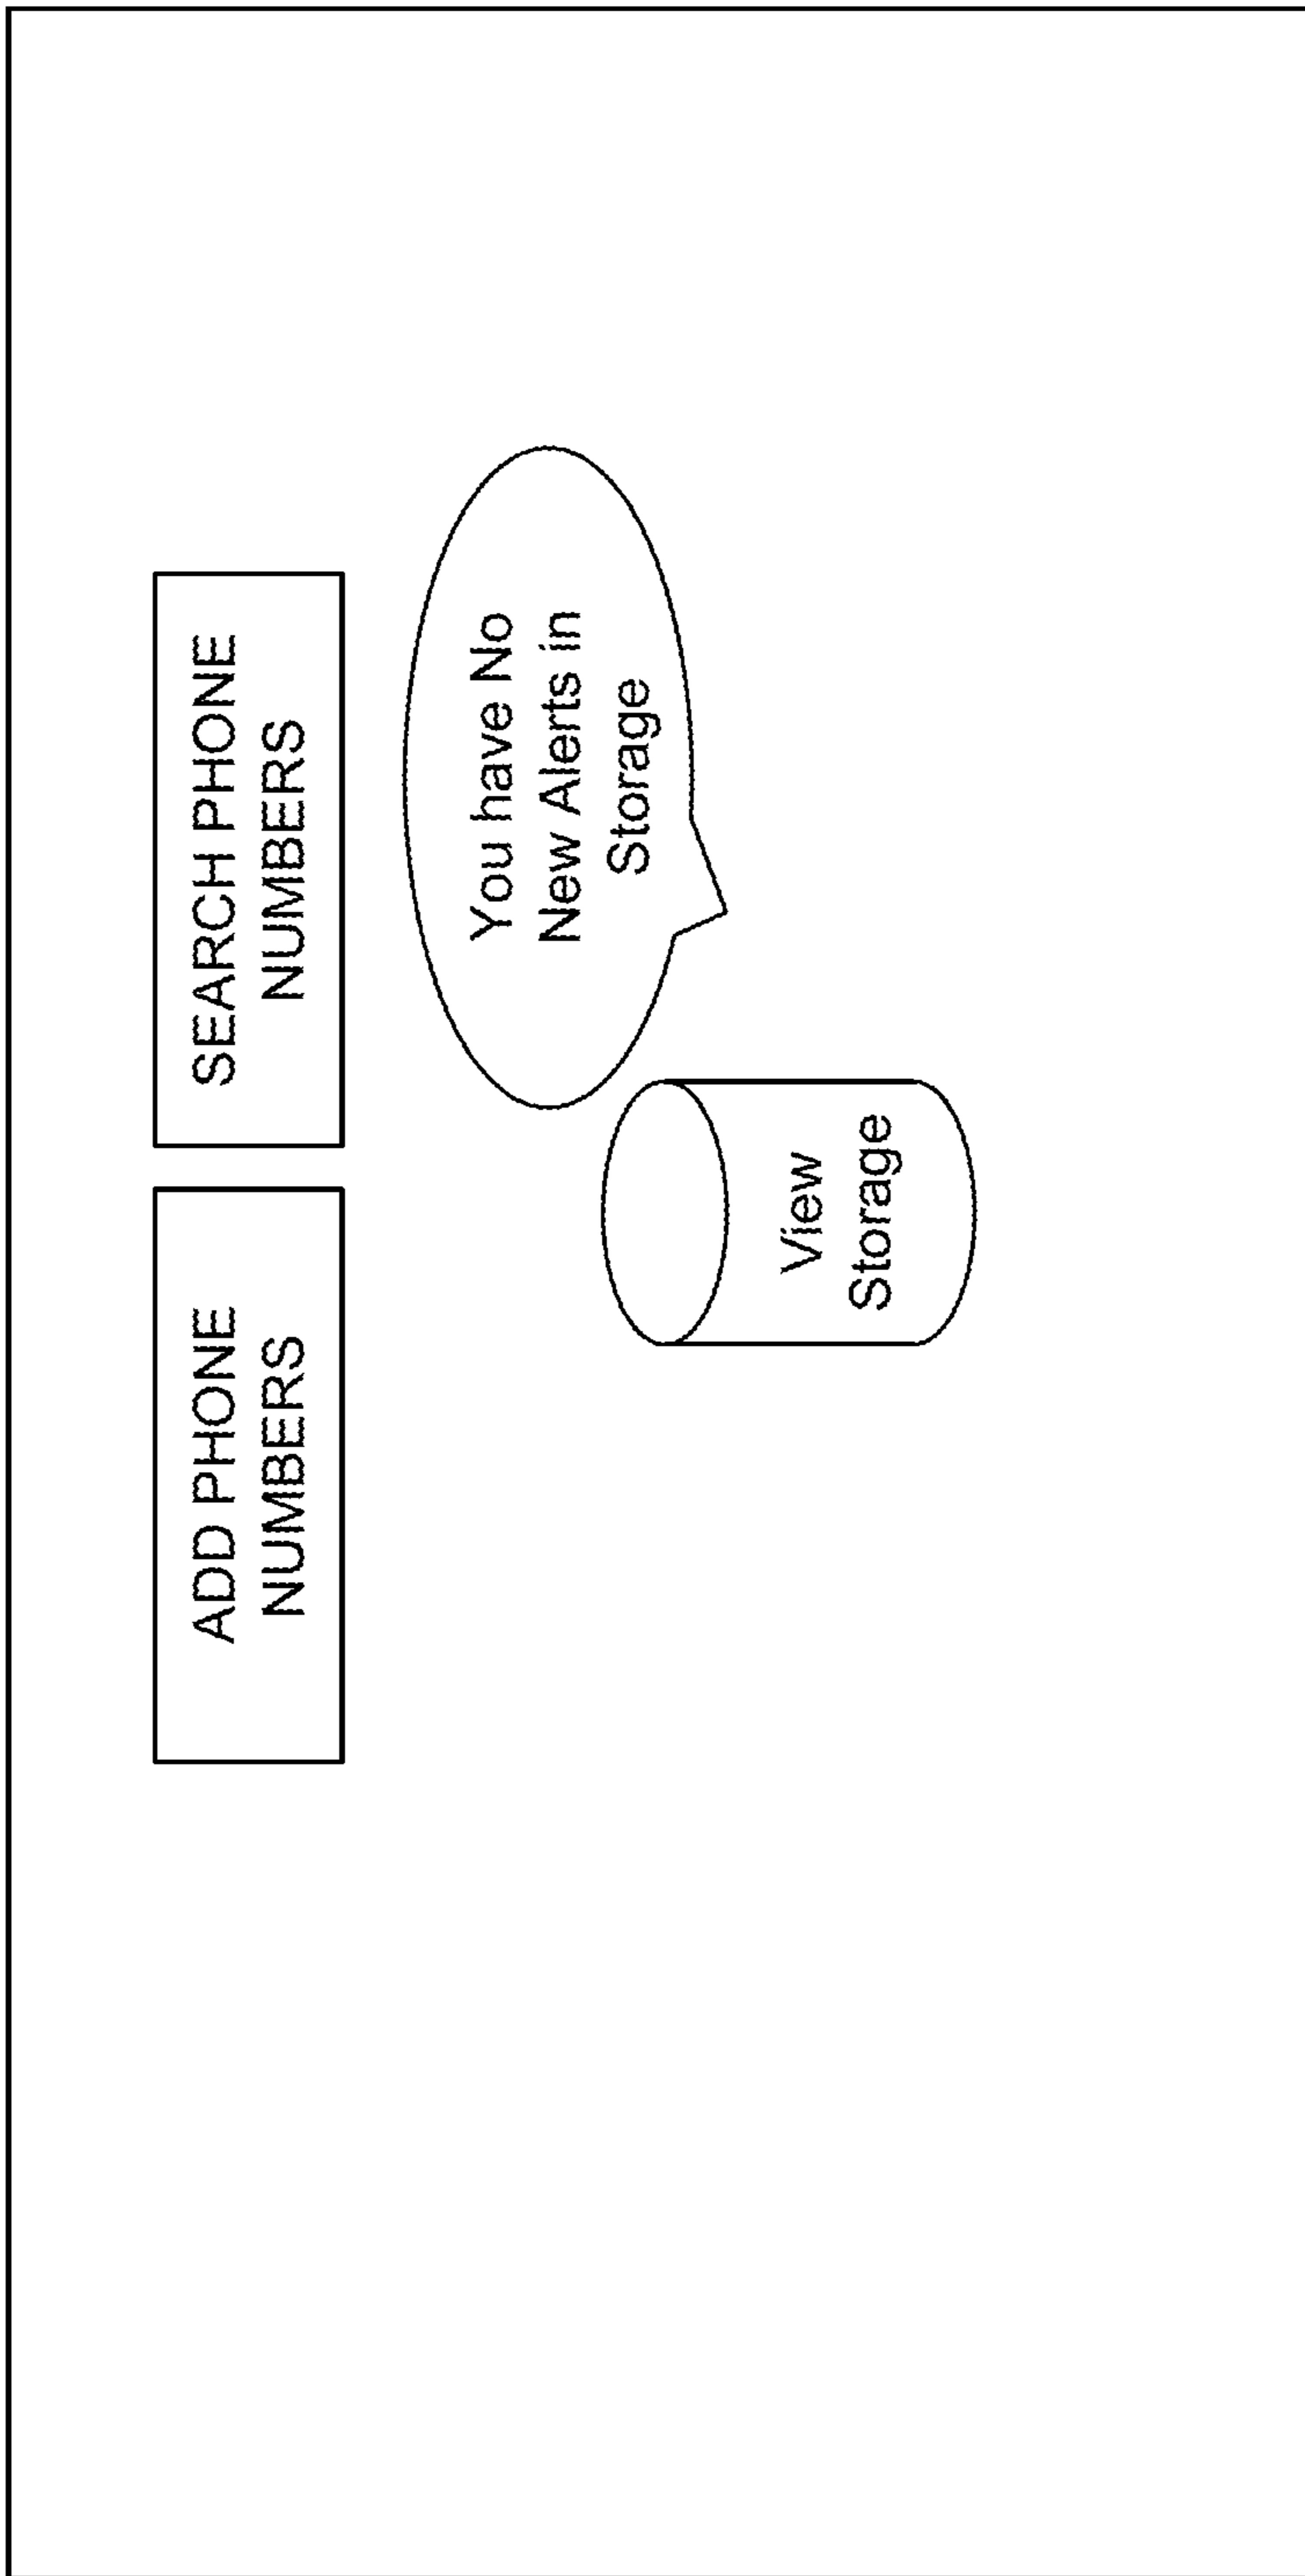 ADD PHONE
NUMBERS
SEARCH PHONE
NUMBERS
You have No
New Alerts in
Storage
View
Storage